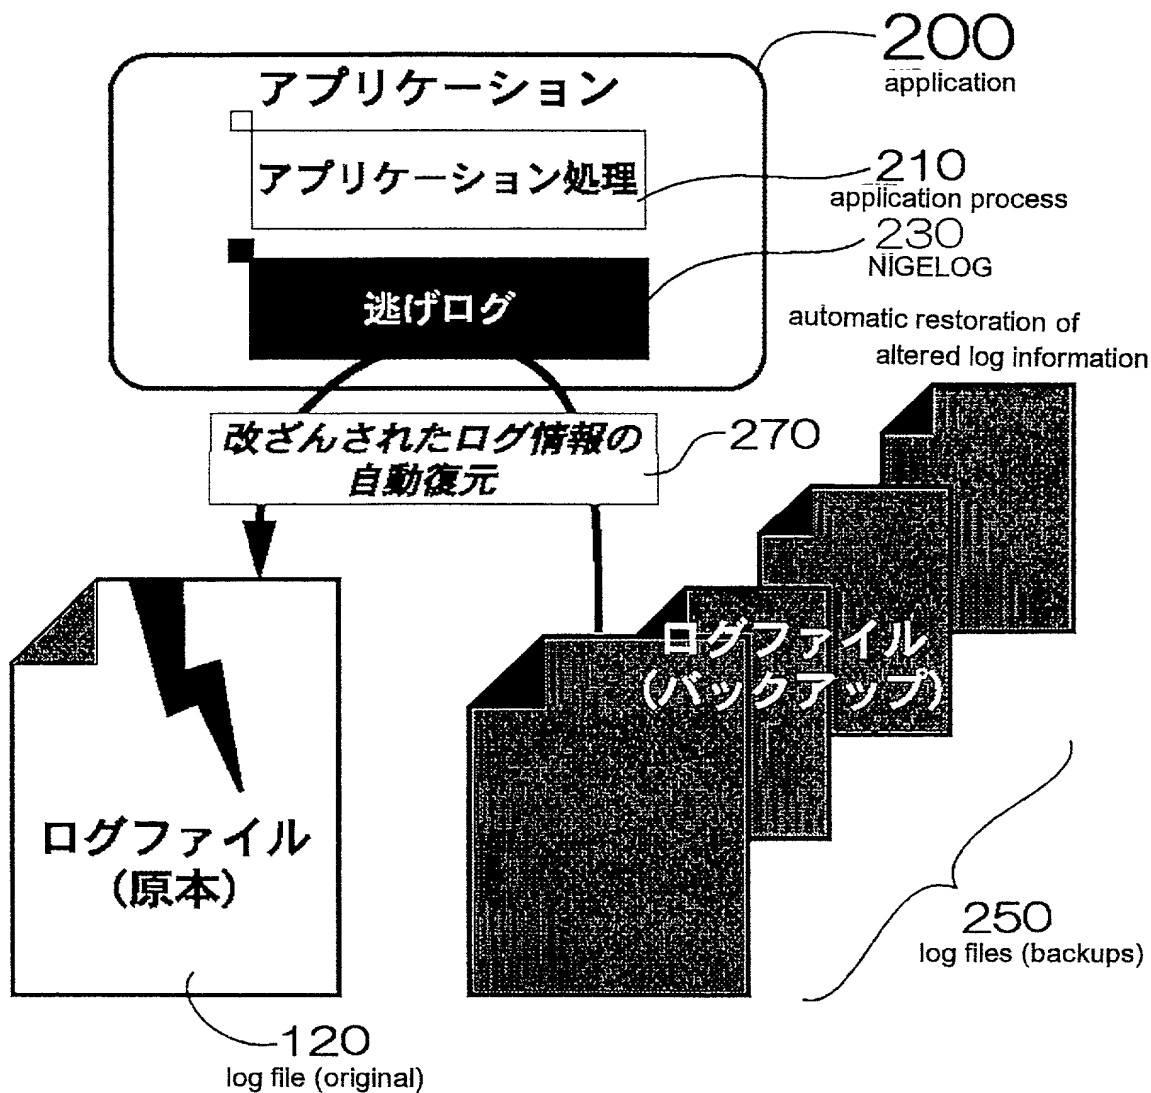 200
application
アプリケーション
アプリケーション処理
210
application process
230
NIGELOG
逃げログ
automatic restoration of
altered log information
改ざんされたログ情報の
自動復元
270
ログファイル
(バックアップ)
ログファイル
(原本)
250
log files (backups)
120
log file (original)